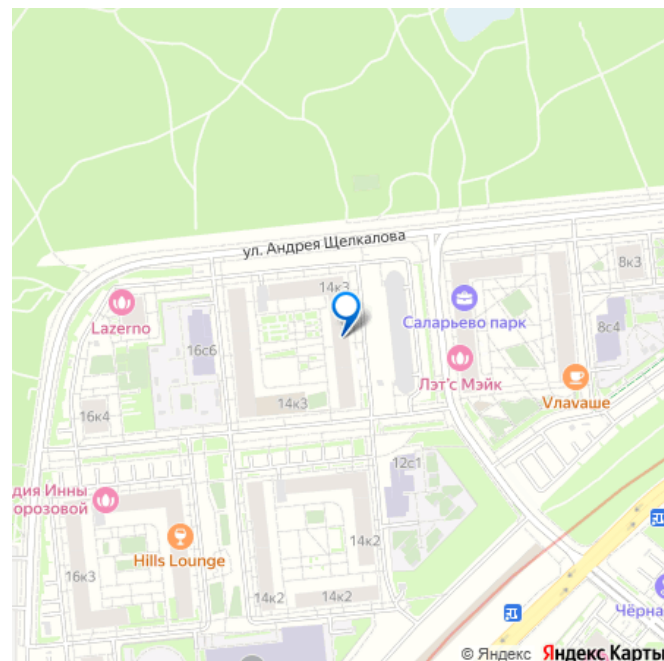 ул. Андрея Щелкалова
8к3
14к3
Lazerno
Саларьево парк
8с4
16с6
Лэт'с Мэйк
Vлаваше
14к3
16к4
12с1
дия Инны
орозовой
14к2
Hills Lounge
16к3
14к2
14к2
Чёрна
© Яндекс Яндекс Карты